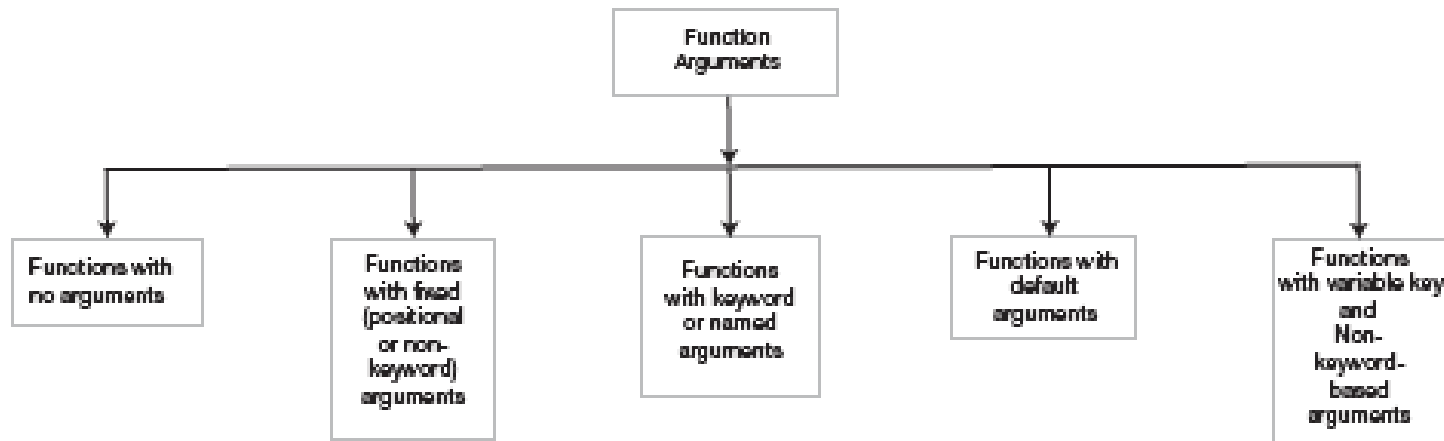 Function
Arguments
Functions with
no arguments
Functions
with fixed
(positional
or non-
keyword)
arguments
Functions
with keyword
or named
arguments
Functions with
default
arguments
Functions
with variable key
and
Non-
keyword-
based
arguments